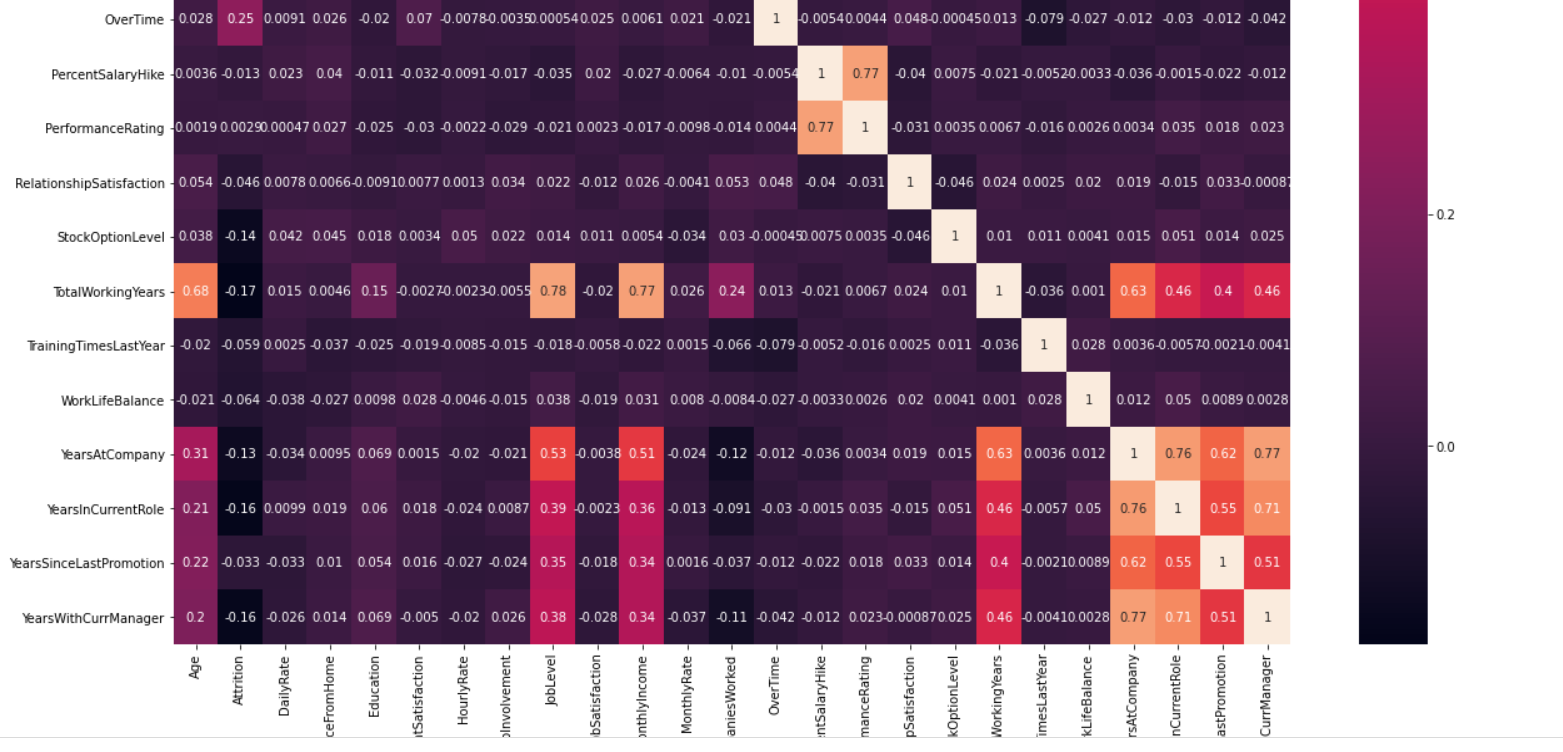 OverTime 0.028 0.25 0.0091 0.026 -0.02 0.07 -0.0078 -0.0035 0.00054 0.025 0.0061 0.021 -0.021 1 -0.0054 0.0044 0.048 -0.00045 0.013 -0.079 -0.027 -0.012 -0.03 -0.012 -0.042
PercentSalaryHike 0.0036 -0.013 0.023 0.04 -0.011 -0.032 -0.0091 -0.017 -0.035 0.02 -0.027 -0.0064 -0.01 -0.0054 1 0.77 -0.04 0.0075 -0.021 -0.0052 -0.0033 -0.036 -0.0015 -0.022 -0.012
PerformanceRating 0.0019 0.0029 0.00047 0.027 -0.025 -0.03 -0.0022 -0.029 -0.021 0.0023 -0.017 -0.0098 -0.014 0.0044 0.77 1 -0.031 0.0035 0.0067 -0.016 0.0026 0.0034 0.035 0.018 0.023
RelationshipSatisfaction 0.054 -0.046 0.0078 0.0066 -0.0091 0.0077 0.0013 0.034 0.022 -0.012 0.026 -0.0041 0.053 0.048 -0.04 -0.031 1 -0.046 0.024 0.0025 0.02 0.019 -0.015 0.033 -0.00087
0.2
StockOptionLevel 0.038 -0.14 0.042 0.045 0.018 0.0034 0.05 0.022 0.014 0.011 0.0054 -0.034 0.03 -0.00045 0.0075 0.0035 -0.046 1 0.01 0.011 0.0041 0.015 0.051 0.014 0.025
TotalWorkingYears 0.68 -0.17 0.015 0.0046 0.15 -0.0027 -0.0023 -0.0055 0.78 -0.02 0.77 0.026 0.24 0.013 -0.021 0.0067 0.024 0.01 1 -0.036 0.001 0.63 0.46 0.4 0.46
TrainingTimesLastYear -0.02 -0.059 0.0025 -0.037 -0.025 -0.019 -0.0085 -0.015 -0.018 -0.0058 -0.022 0.0015 -0.066 -0.079 -0.0052 -0.016 0.0025 0.011 -0.036 1 0.028 0.0036 -0.0057 -0.0021 -0.0041
WorkLifeBalance -0.021 -0.064 -0.038 -0.027 0.0098 0.028 -0.0046 -0.015 0.038 -0.019 0.031 0.008 -0.0084 -0.027 -0.0033 0.0026 0.02 0.0041 0.001 0.028 1 0.012 0.05 0.0089 0.0028
0.0
YearsAtCompany 0.31 -0.13 -0.034 0.0095 0.069 0.0015 -0.02 -0.021 0.53 -0.0038 0.51 -0.024 -0.12 -0.012 -0.036 0.0034 0.019 0.015 0.63 0.0036 0.012 1 0.76 0.62 0.77
YearsInCurrentRole 0.21 -0.16 0.0099 0.019 0.06 0.018 -0.024 0.0087 0.39 -0.0023 0.36 -0.013 -0.091 -0.03 -0.0015 0.035 -0.015 0.051 0.46 -0.0057 0.05 0.76 1 0.55 0.71
YearsSinceLastPromotion 0.22 -0.033 -0.033 0.01 0.054 0.016 -0.027 -0.024 0.35 -0.018 0.34 0.0016 -0.037 -0.012 -0.022 0.018 0.033 0.014 0.4 -0.0021 0.0089 0.62 0.55 1 0.51
YearsWithCurrManager 0.2 -0.16 -0.026 0.014 0.069 -0.005 -0.02 0.026 0.38 -0.028 0.34 -0.037 -0.11 -0.042 -0.012 0.023 -0.00087 0.025 0.46 -0.0041 0.0028 0.77 0.71 0.51 1
Age
Attrition
DailyRate
ceFromHome
Education
tSatisfaction
HourlyRate
Involvement
JobLevel
bSatisfaction
onthlyIncome
MonthlyRate
aniesWorked
OverTime
entSalaryHike
manceRating
pSatisfaction
kOptionLevel
WorkingYears
TimesLastYear
rkLifeBalance
rsAtCompany
nCurrentRole
astPromotion
CurrManager